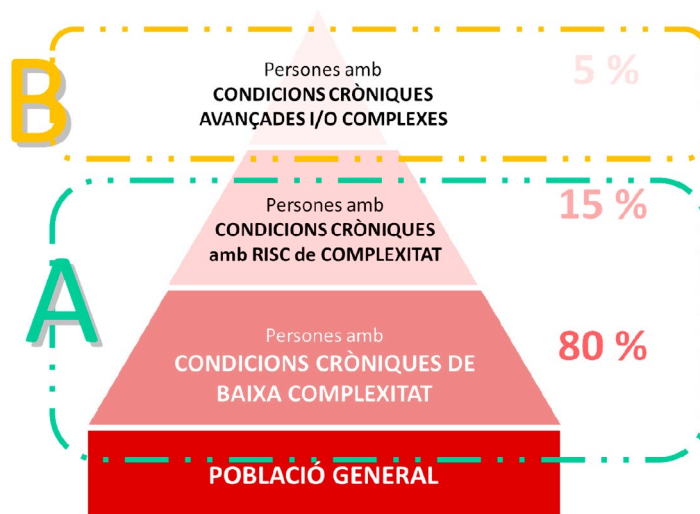 B
Persones amb
CONDICIONS CRÒNIQUES
AVANÇADES I/O COMPLEXES
5 %
A
Persones amb
CONDICIONS CRÒNIQUES
amb RISC de COMPLEXITAT
15 %
Persones amb
CONDICIONS CRÒNIQUES DE
BAIXA COMPLEXITAT
80 %
POBLACIÓ GENERAL